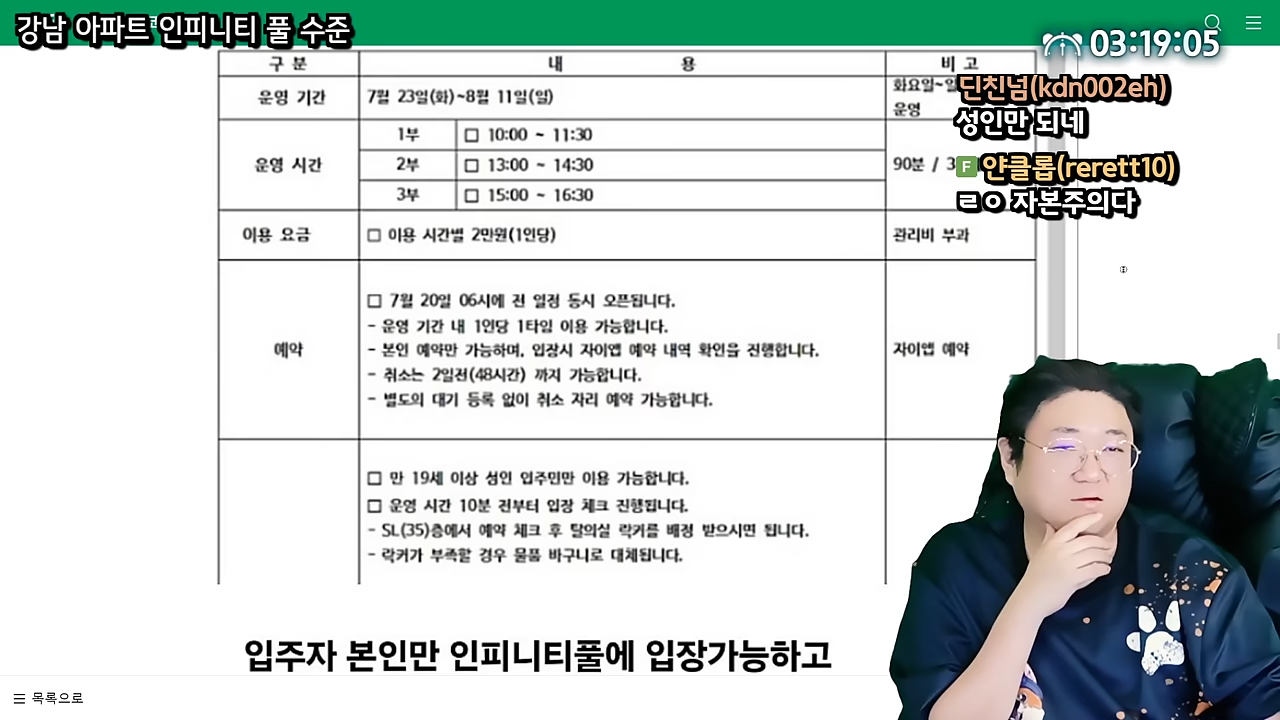 강남 아파트 인피니티 풀 수준
03:19:05
딘친넘(kdn002eh)
성인만 되네
F 얀클롭(rerett10)
ㄹㅇ 자본주의다
구 분 내 용 비 고
운영 기간 7월 23일(화)~8월 11일(일) 화요일~일
운영
운영 시간
1부 □ 10:00 ~ 11:30
2부 □ 13:00 ~ 14:30 90분 / 3
3부 □ 15:00 ~ 16:30
이용 요금 □ 이용 시간별 2만원(1인당) 관리비 부과
예약 자이앱 예약
□ 7월 20일 06시에 전 일정 동시 오픈됩니다.
- 운영 기간 내 1인당 1타임 이용 가능합니다.
- 본인 예약만 가능하며, 입장시 자이앱 예약 내역 확인을 진행합니다.
- 취소는 2일전(48시간) 까지 가능합니다.
- 별도의 대기 등록 없이 취소 자리 예약 가능합니다.
□ 만 19세 이상 성인 입주민만 이용 가능합니다.
□ 운영 시간 10분 전부터 입장 체크 진행됩니다.
- SL(35)층에서 예약 체크 후 탈의실 락커를 배정 받으시면 됩니다.
- 락커가 부족할 경우 물품 바구니로 대체됩니다.
입주자 본인만 인피니티풀에 입장가능하고
☰ 목록으로